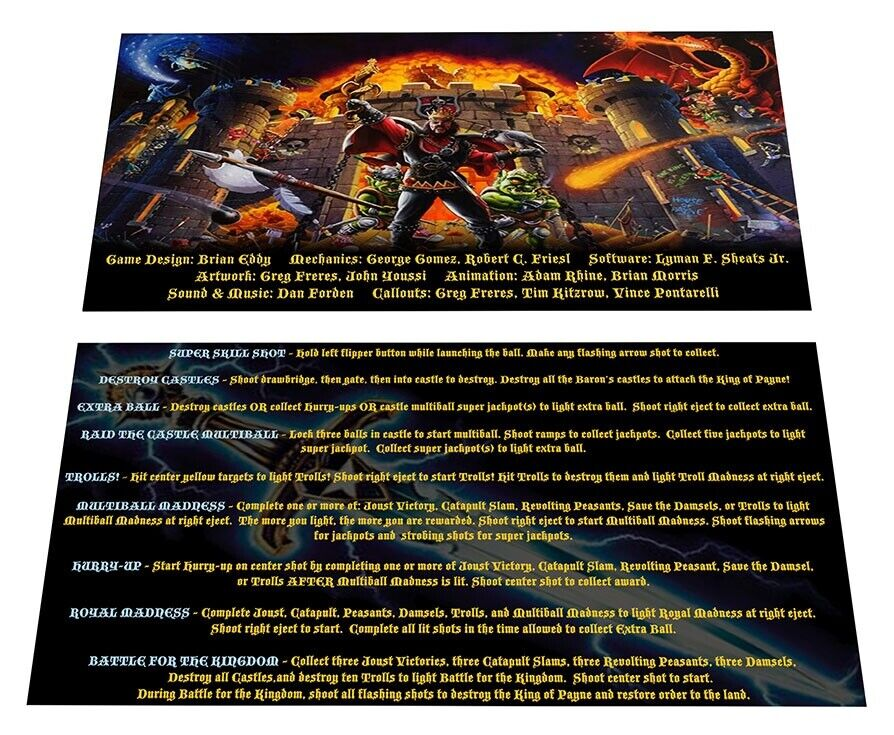 HOUSE OF PAYNE
Game Design: Brian Eddy Mechanics: George Gomez, Robert C. Friesl Software: Lyman F. Sheats Jr.
Artwork: Greg Freres, John Youssi Animation: Adam Rhine, Brian Morris
Sound & Music: Dan Forden Callouts: Greg Freres, Tim Kitzrow, Vince Pontarelli
SUPER SKILL SHOT - Hold left flipper button while launching the ball. Make any flashing arrow shot to collect.
DESTROY CASTLES - Shoot drawbridge, then gate, then into castle to destroy. Destroy all the Baron's castles to attack the King of Payne!
EXTRA BALL - Destroy castles OR collect Hurry-ups OR castle multiball super jackpot(s) to light extra ball. Shoot right eject to collect extra ball.
RAID THE CASTLE MULTIBALL - Lock three balls in castle to start multiball. Shoot ramps to collect jackpots. Collect five jackpots to light
super jackpot. Collect super jackpot(s) to light extra ball.
TROLLS! - Hit center yellow targets to light Trolls! Shoot right eject to start Trolls! Hit Trolls to destroy them and light Troll Madness at right eject.
MULTIBALL MADNESS - Complete one or more of: Joust Victory, Catapult Slam, Revolting Peasants, Save the Damsels, or Trolls to light
Multiball Madness at right eject. The more you light, the more you are rewarded. Shoot right eject to start Multiball Madness. Shoot flashing arrows
for jackpots and strobing shots for super jackpots.
HURRY-UP - Start Hurry-up on center shot by completing one or more of Joust Victory, Catapult Slam, Revolting Peasant, Save the Damsel,
or Trolls AFTER Multiball Madness is lit. Shoot center shot to collect award.
ROYAL MADNESS - Complete Joust, Catapult, Peasants, Damsels, Trolls, and Multiball Madness to light Royal Madness at right eject.
Shoot right eject to start. Complete all lit shots in the time allowed to collect Extra Ball.
BATTLE FOR THE KINGDOM - Collect three Joust Victories, three Catapult Slams, three Revolting Peasants, three Damsels,
Destroy all Castles,and destroy ten Trolls to light Battle for the Kingdom. Shoot center shot to start.
During Battle for the Kingdom, shoot all flashing shots to destroy the King of Payne and restore order to the land.